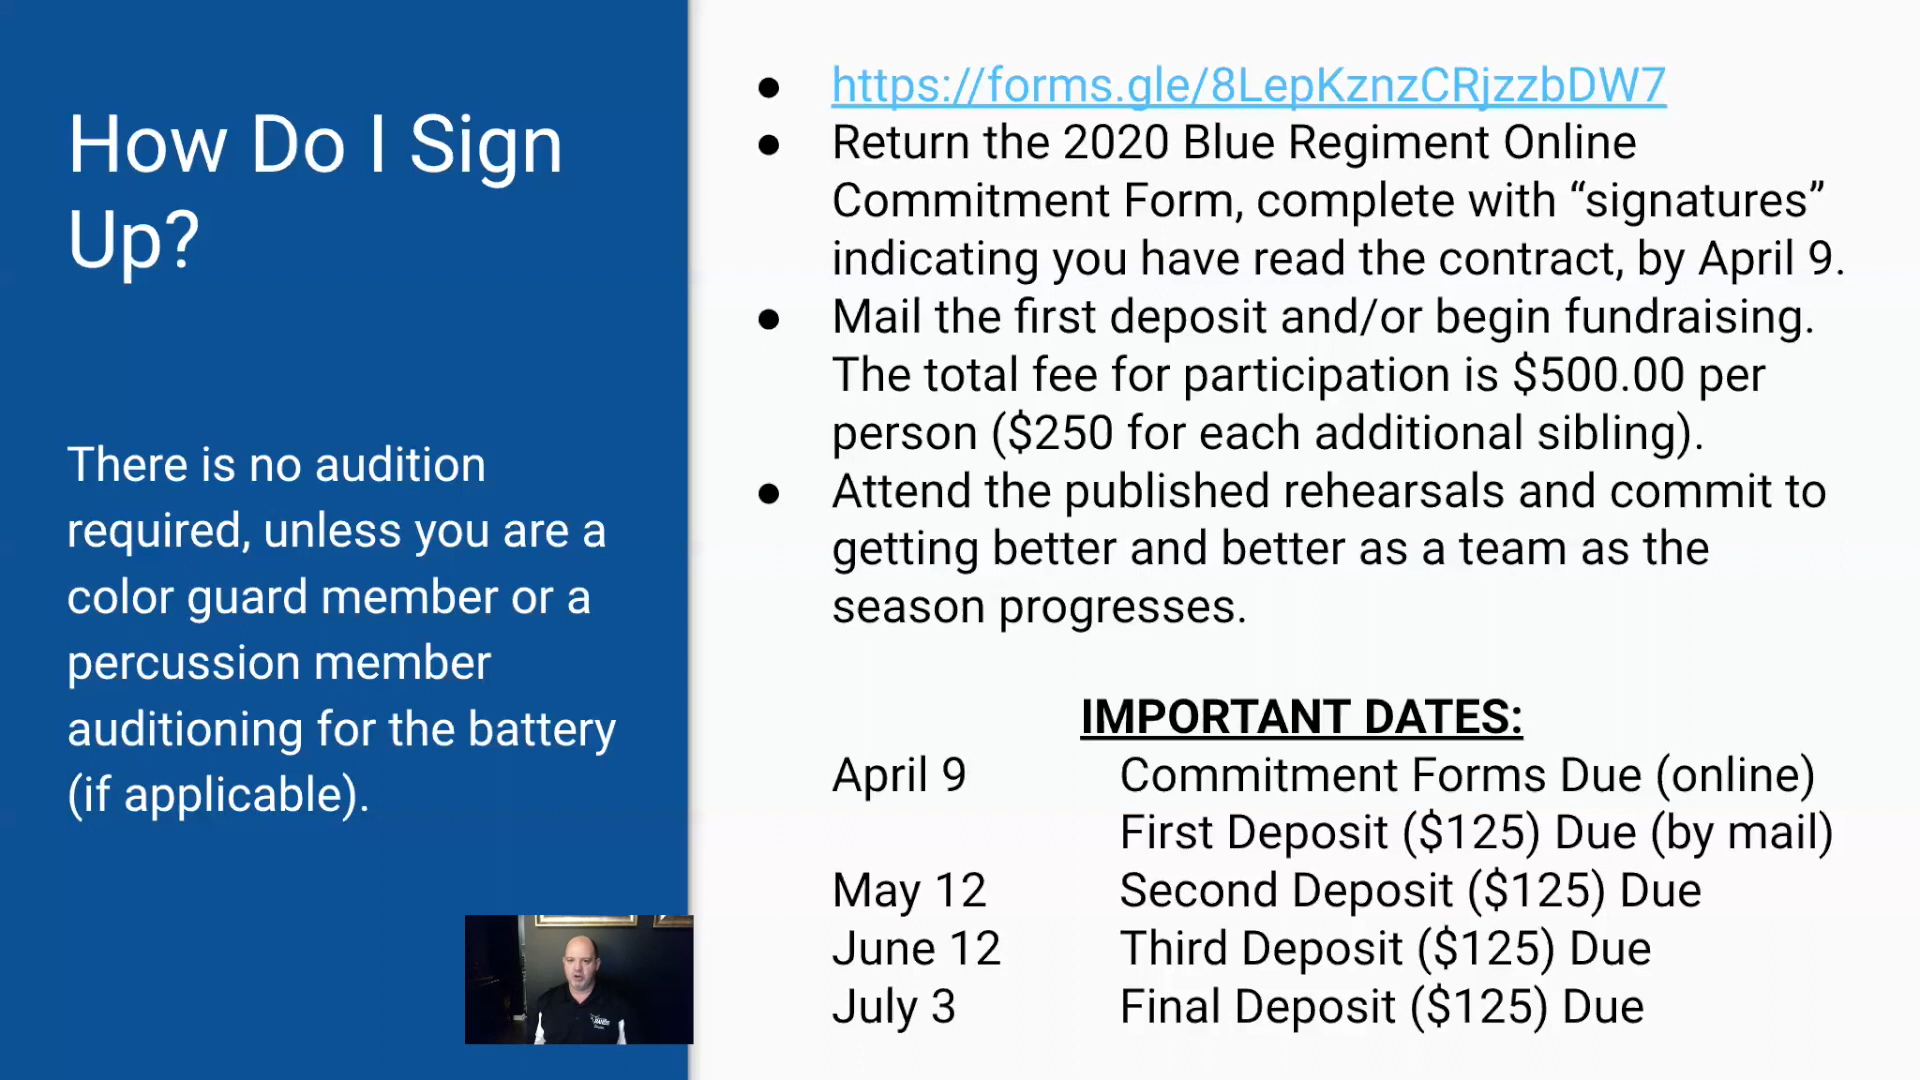 How Do I Sign
Up?
There is no audition
required, unless you are a
color guard member or a
percussion member
auditioning for the battery
(if applicable).
● https://forms.gle/8LepKznzCRjzzbDW7
● Return the 2020 Blue Regiment Online
Commitment Form, complete with “signatures”
indicating you have read the contract, by April 9.
● Mail the first deposit and/or begin fundraising.
The total fee for participation is $500.00 per
person ($250 for each additional sibling).
● Attend the published rehearsals and commit to
getting better and better as a team as the
season progresses.
IMPORTANT DATES:
April 9 Commitment Forms Due (online)
First Deposit ($125) Due (by mail)
May 12 Second Deposit ($125) Due
June 12 Third Deposit ($125) Due
July 3 Final Deposit ($125) Due